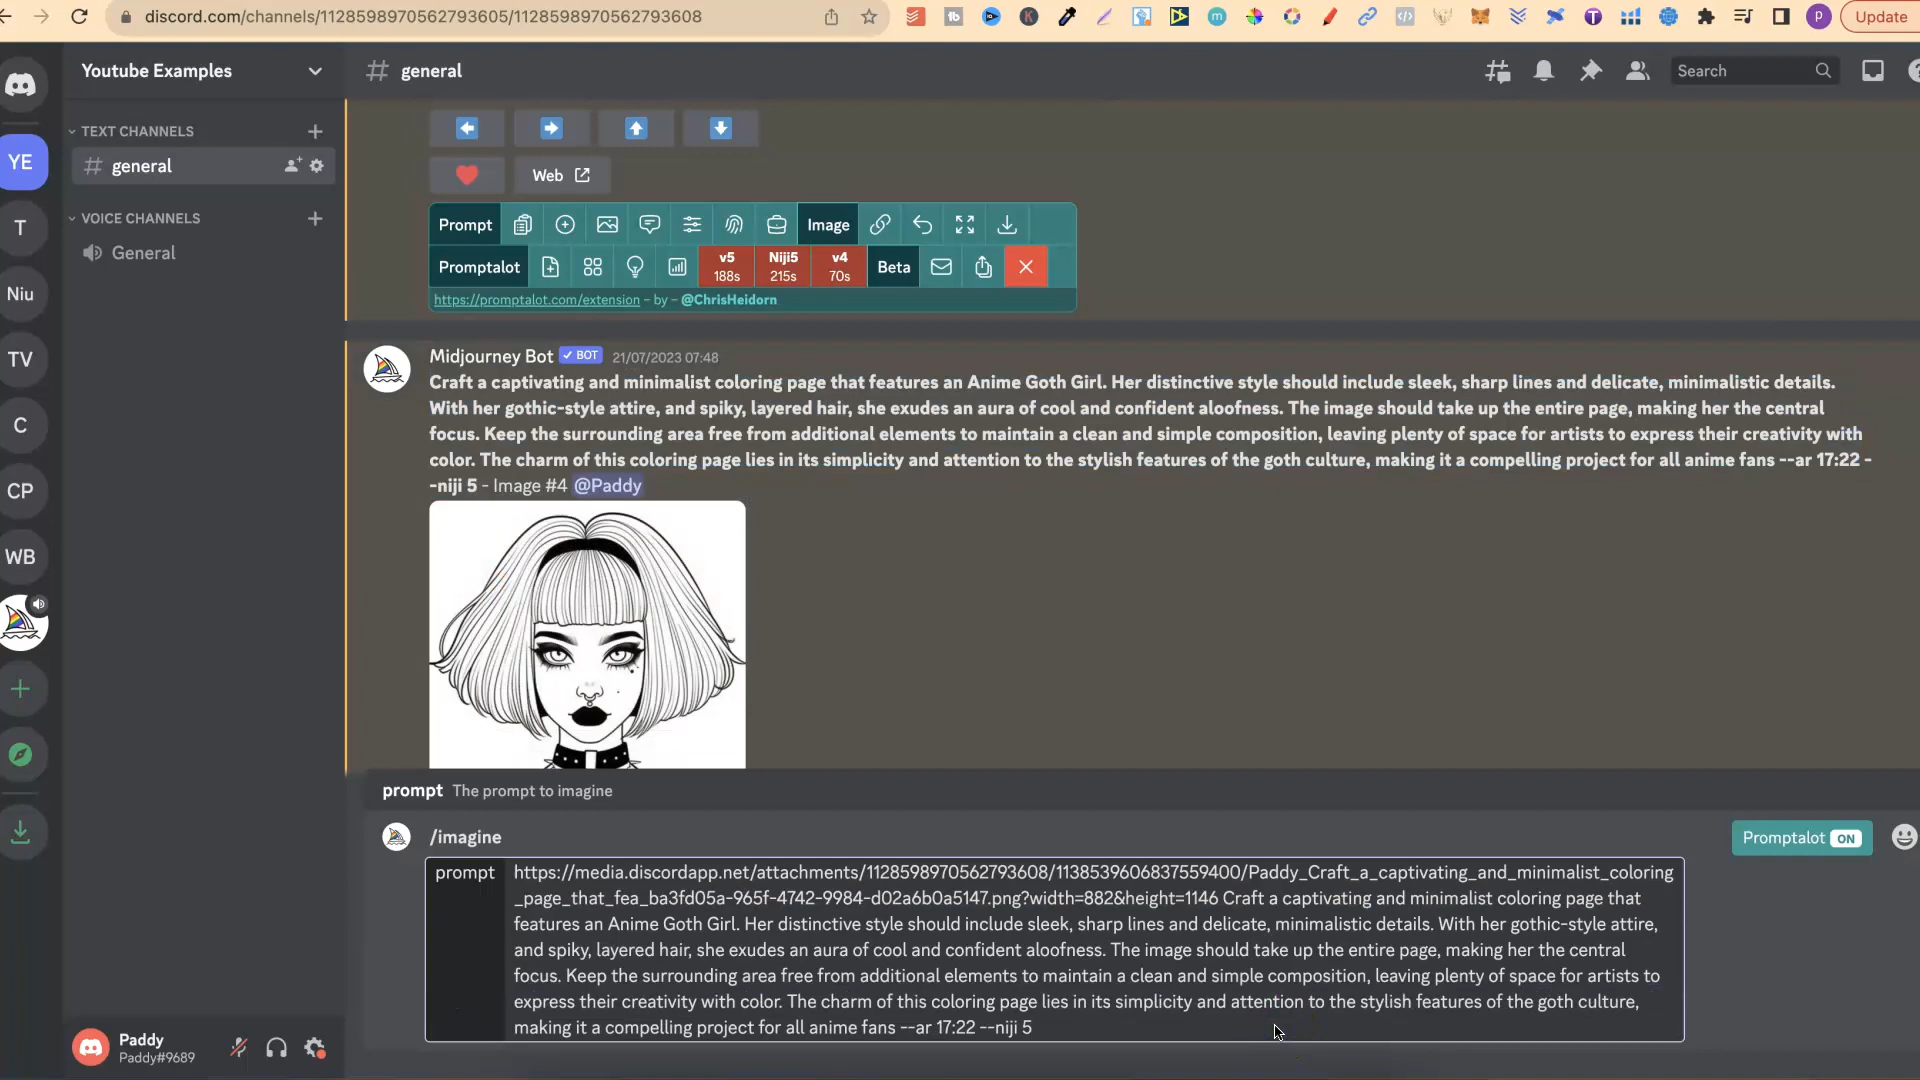 discord.com/channels/1128598970562793605/1128598970562793608
Update
Youtube Examples
# general
Search
TEXT CHANNELS
# general
VOICE CHANNELS
General
YE
T
Niu
TV
C
CP
WB
Web
Prompt
Image
Promptalot
v5
188s
Niji5
215s
v4
70s
Beta
https://promptalot.com/extension - by - @ChrisHeidorn
Midjourney Bot ✓ BOT 21/07/2023 07:48
Craft a captivating and minimalist coloring page that features an Anime Goth Girl. Her distinctive style should include sleek, sharp lines and delicate, minimalistic details.
With her gothic-style attire, and spiky, layered hair, she exudes an aura of cool and confident aloofness. The image should take up the entire page, making her the central
focus. Keep the surrounding area free from additional elements to maintain a clean and simple composition, leaving plenty of space for artists to express their creativity with
color. The charm of this coloring page lies in its simplicity and attention to the stylish features of the goth culture, making it a compelling project for all anime fans --ar 17:22 -
-niji 5 - Image #4 @Paddy
prompt The prompt to imagine
/imagine
Promptalot ON
prompt https://media.discordapp.net/attachments/1128598970562793608/1138539606837559400/Paddy_Craft_a_captivating_and_minimalist_coloring
_page_that_fea_ba3fd05a-965f-4742-9984-d02a6b0a5147.png?width=882&height=1146 Craft a captivating and minimalist coloring page that
features an Anime Goth Girl. Her distinctive style should include sleek, sharp lines and delicate, minimalistic details. With her gothic-style attire,
and spiky, layered hair, she exudes an aura of cool and confident aloofness. The image should take up the entire page, making her the central
focus. Keep the surrounding area free from additional elements to maintain a clean and simple composition, leaving plenty of space for artists to
express their creativity with color. The charm of this coloring page lies in its simplicity and attention to the stylish features of the goth culture,
making it a compelling project for all anime fans --ar 17:22 --niji 5
Paddy
Paddy#9689